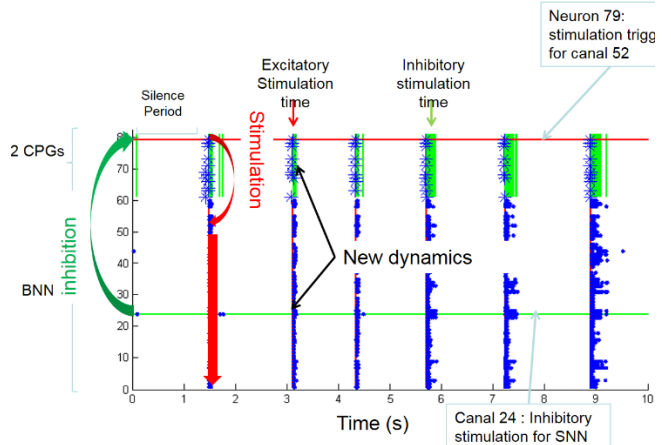 Neuron 79:
stimulation trigg
for canal 52
Excitatory
Stimulation
time
Inhibitory
stimulation time
Silence
Period
Stimulation
2 CPGs
BNN
inhibition
80
70
60
50
40
30
20
10
0
New dynamics
0 1 2 3 4 5 6 7 8 9 10
Time (s)
Canal 24 : Inhibitory
stimulation for SNN